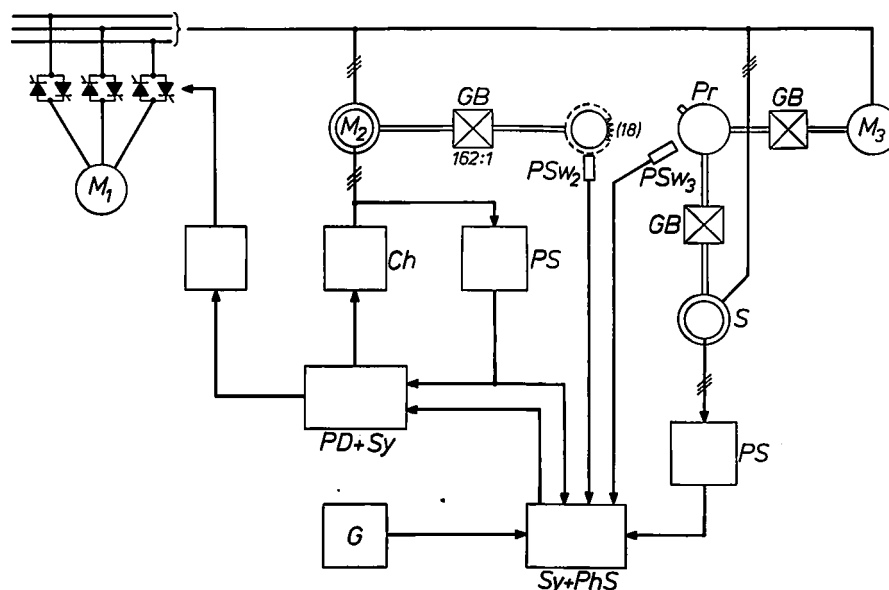 GB
Pr
GB
M2
(18)
M3
162:1
PSw2
PSw3
M1
GB
Ch
PS
S
PD+Sy
PS
G
Sy+PhS